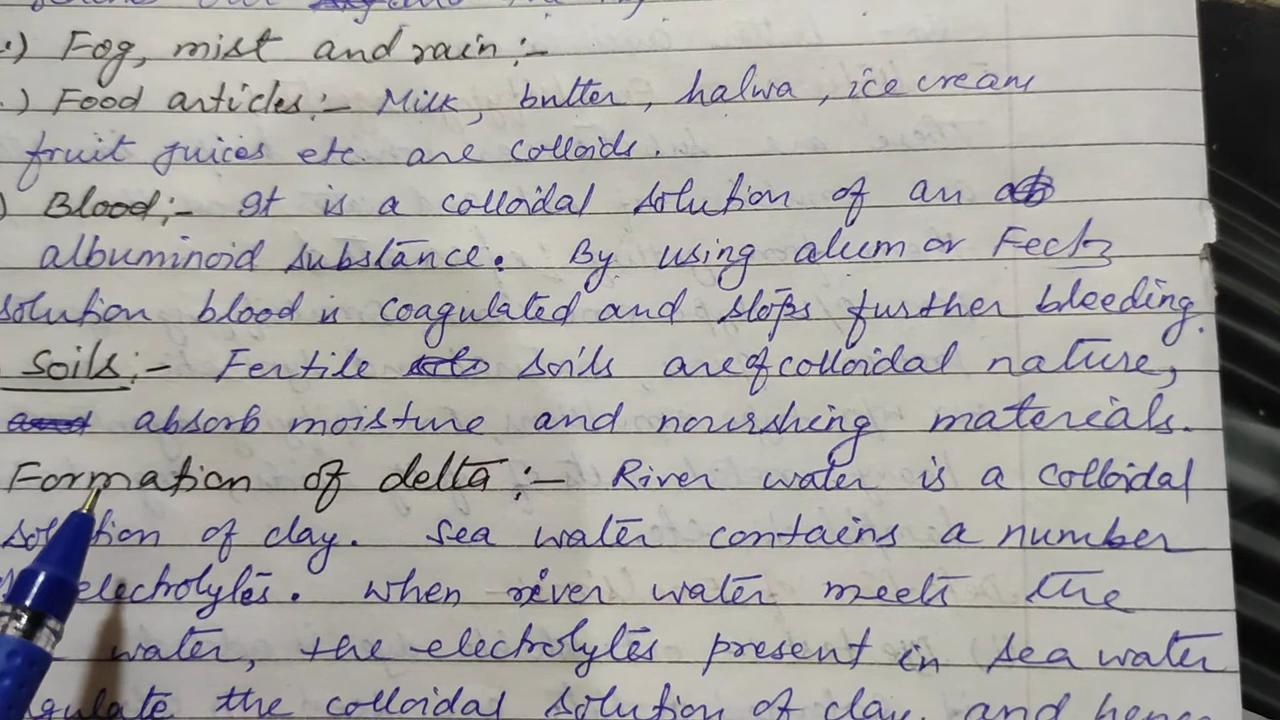 ) Fog, mist and rain :-
.) Food articles :- Milk, butter, halwa, ice cream
fruit juices etc. are colloids.
) Blood :- It is a colloidal solution of an
albuminoid substance. By using alum or Fecl3
solution blood is coagulated and stops further bleeding.
Soils :- Fertile soils are of colloidal nature,
absorb moisture and nourshing materials.
Formation of delta :- River water is a colloidal
of clay. Sea water contains a number
electrolytes. When river water meets the
water, the electrolytes present in sea water
the colloidal solution of clay and henc